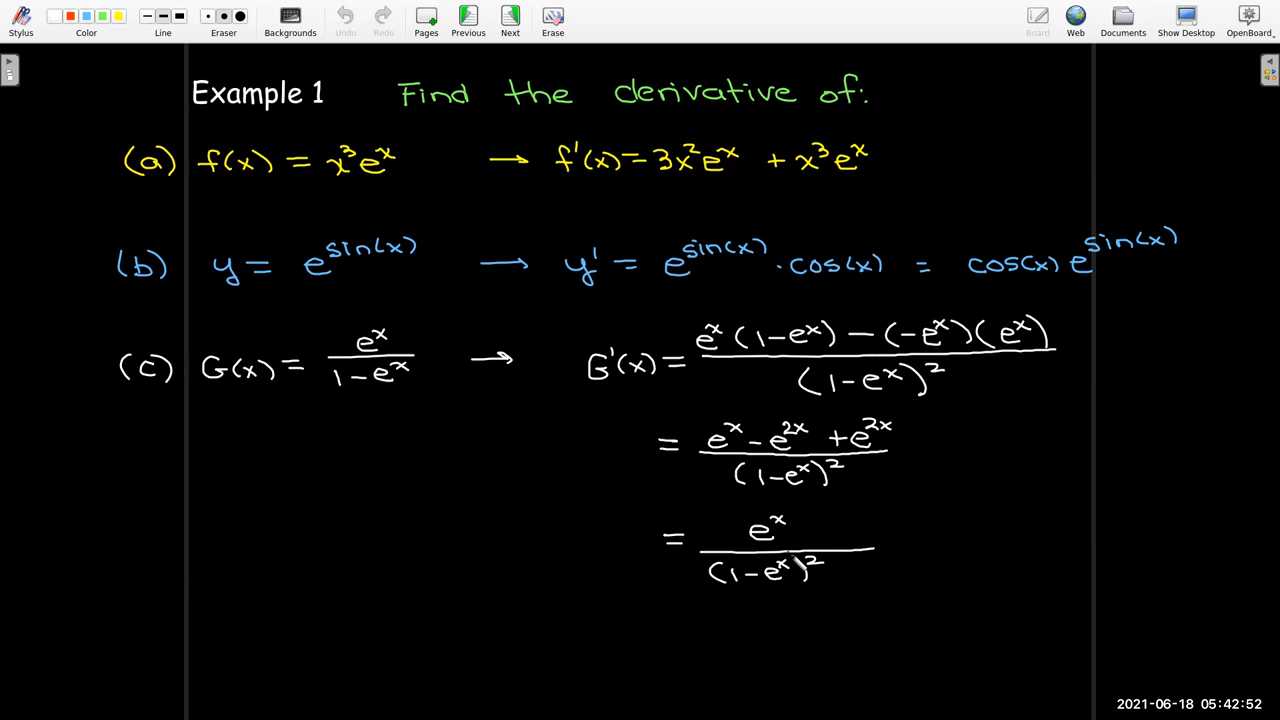 Stylus Color Line Eraser Backgrounds Undo Redo Pages Previous Next Erase Board Web Documents Show Desktop OpenBoard
Example 1 Find the derivative of:
(a) f(x) = x³eˣ → f'(x) = 3x²eˣ + x³eˣ
(b) y = e^sin(x) → y' = e^sin(x) · cos(x) = cos(x) e^sin(x)
(c) G(x) = eˣ / (1 - eˣ) → G'(x) = (eˣ(1-eˣ) - (-eˣ)(eˣ)) / (1-eˣ)²
= (eˣ - e²ˣ + e²ˣ) / (1-eˣ)²
= eˣ / (1-eˣ)²
2021-06-18 05:42:52